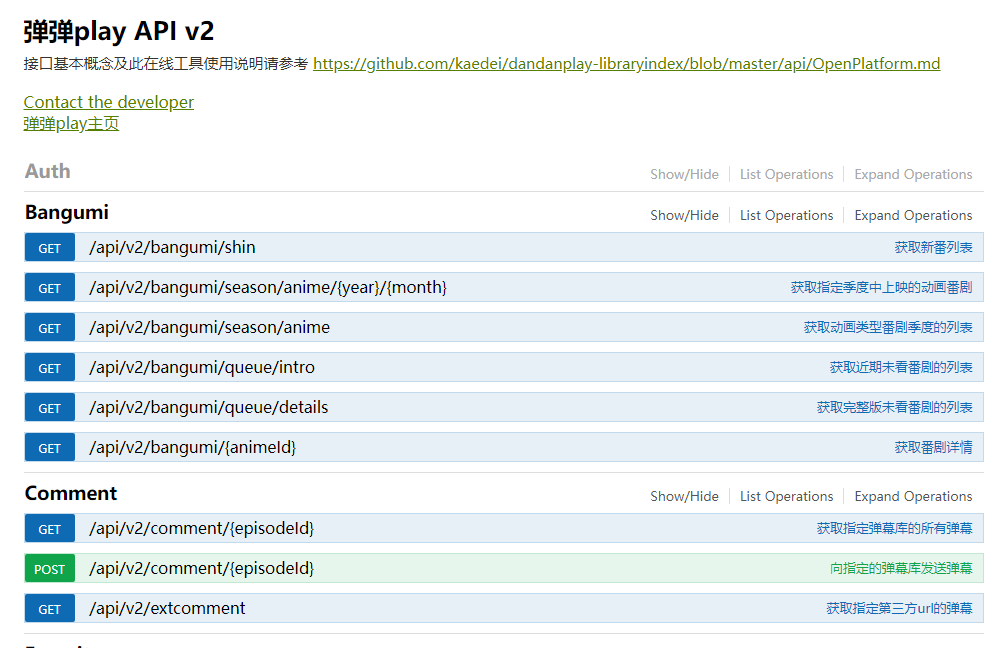 弹弹play API v2
接口基本概念及此在线工具使用说明请参考 https://github.com/kaedei/dandanplay-libraryindex/blob/master/api/OpenPlatform.md
Contact the developer
弹弹play主页
Auth Show/Hide List Operations Expand Operations
Bangumi Show/Hide List Operations Expand Operations
GET /api/v2/bangumi/shin 获取新番列表
GET /api/v2/bangumi/season/anime/{year}/{month} 获取指定季度中上映的动画番剧
GET /api/v2/bangumi/season/anime 获取动画类型番剧季度的列表
GET /api/v2/bangumi/queue/intro 获取近期未看番剧的列表
GET /api/v2/bangumi/queue/details 获取完整版未看番剧的列表
GET /api/v2/bangumi/{animeId} 获取番剧详情
Comment Show/Hide List Operations Expand Operations
GET /api/v2/comment/{episodeId} 获取指定弹幕库的所有弹幕
POST /api/v2/comment/{episodeId} 向指定的弹幕库发送弹幕
GET /api/v2/extcomment 获取指定第三方url的弹幕